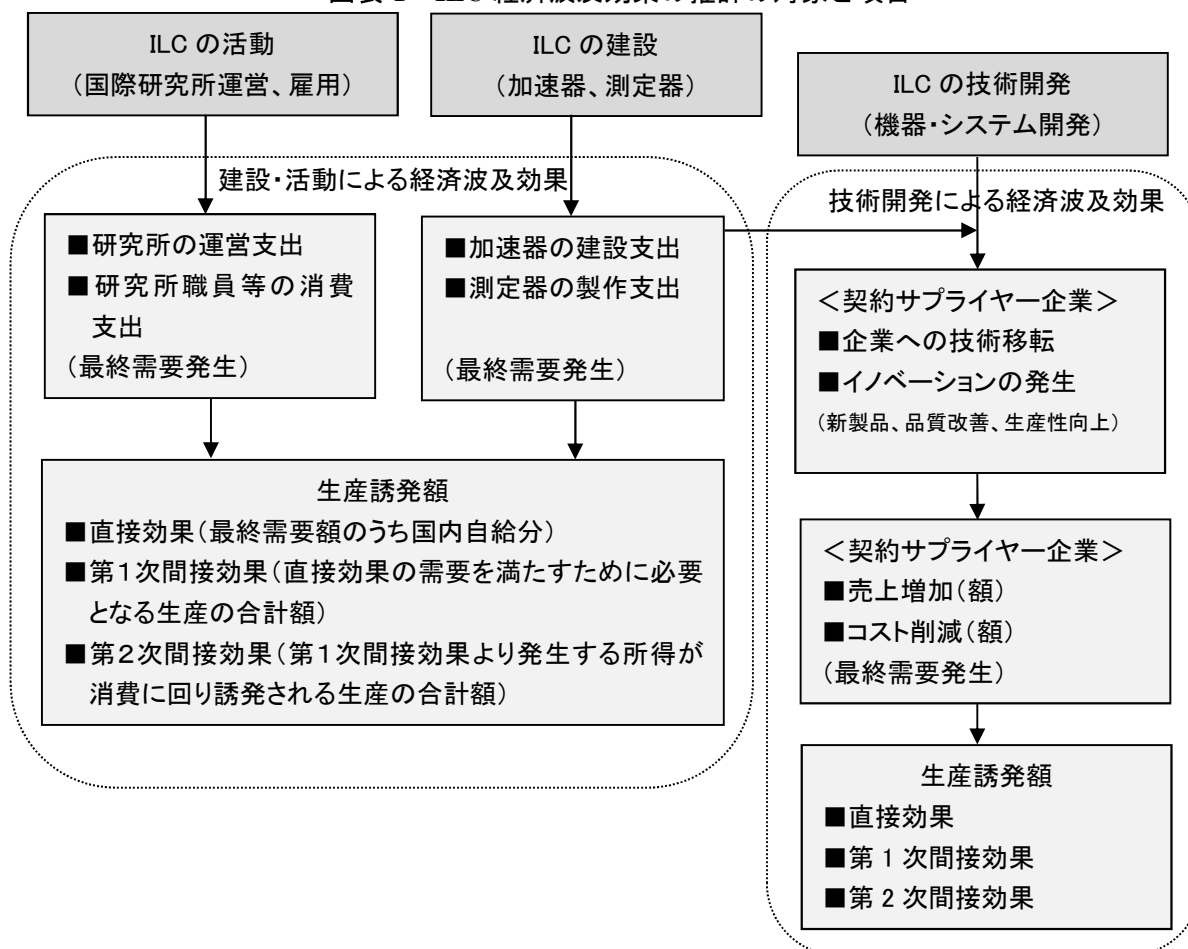 ILC の活動
（国際研究所運営、雇用）
ILC の建設
（加速器、測定器）
ILC の技術開発
（機器・システム開発）
建設・活動による経済波及効果
技術開発による経済波及効果
■研究所の運営支出
■研究所職員等の消費
支出
（最終需要発生）
■加速器の建設支出
■測定器の製作支出
（最終需要発生）
＜契約サプライヤー企業＞
■企業への技術移転
■イノベーションの発生
（新製品、品質改善、生産性向上）
生産誘発額
■直接効果（最終需要額のうち国内自給分）
■第１次間接効果（直接効果の需要を満たすために必要
となる生産の合計額）
■第２次間接効果（第１次間接効果より発生する所得が
消費に回り誘発される生産の合計額）
＜契約サプライヤー企業＞
■売上増加（額）
■コスト削減（額）
（最終需要発生）
生産誘発額
■直接効果
■第 1 次間接効果
■第 2 次間接効果